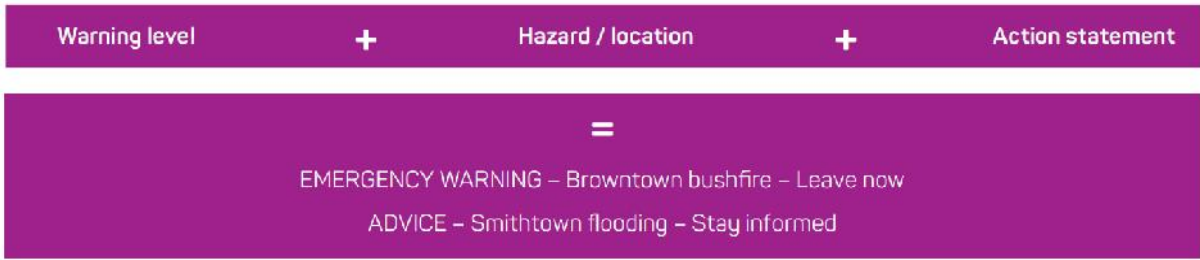 Warning level + Hazard / location + Action statement
=
EMERGENCY WARNING – Browntown bushfire – Leave now
ADVICE – Smithtown flooding – Stay informed